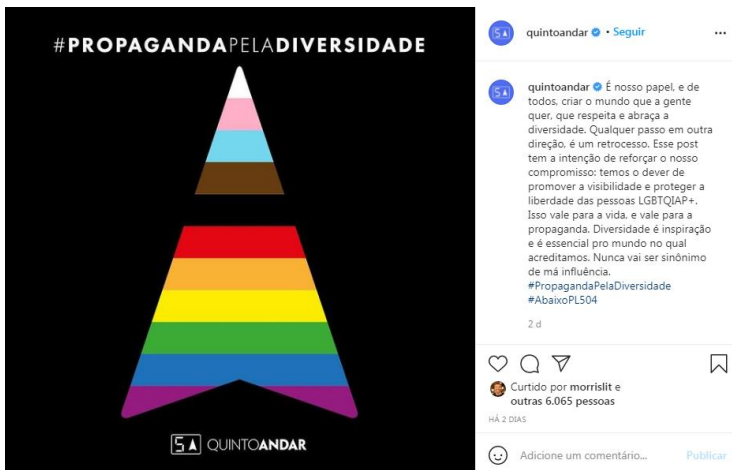 #PROPAGANDAPELADIVERSIDADE
5A QUINTOANDAR
5A quintoandar • Seguir
5A quintoandar É nosso papel, e de
todos, criar o mundo que a gente
quer, que respeita e abraça a
diversidade. Qualquer passo em outra
direção, é um retrocesso. Esse post
tem a intenção de reforçar o nosso
compromisso: temos o dever de
promover a visibilidade e proteger a
liberdade das pessoas LGBTQIAP+.
Isso vale para a vida, e vale para a
propaganda. Diversidade é inspiração
e é essencial pro mundo no qual
acreditamos. Nunca vai ser sinônimo
de má influência.
#PropagandaPelaDiversidade
#AbaixoPL504
2 d
Curtido por morrislit e
outras 6.065 pessoas
HÁ 2 DIAS
Adicione um comentário... Publicar